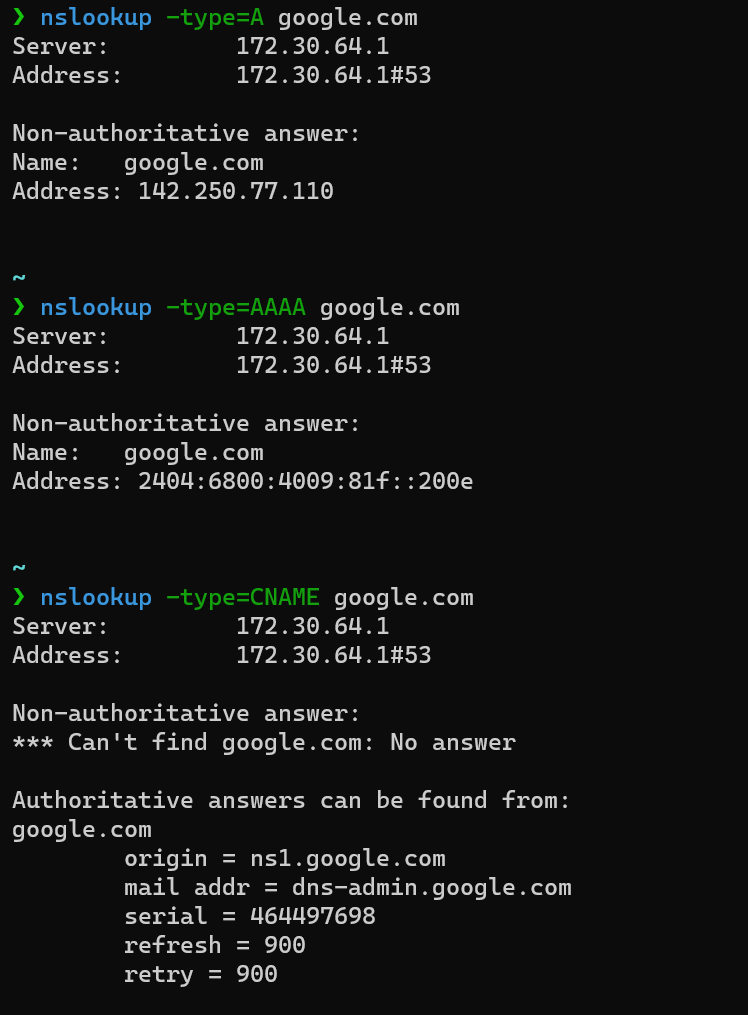 ❯ nslookup -type=A google.com
Server:         172.30.64.1
Address:        172.30.64.1#53

Non-authoritative answer:
Name:   google.com
Address: 142.250.77.110

~
❯ nslookup -type=AAAA google.com
Server:         172.30.64.1
Address:        172.30.64.1#53

Non-authoritative answer:
Name:   google.com
Address: 2404:6800:4009:81f::200e

~
❯ nslookup -type=CNAME google.com
Server:         172.30.64.1
Address:        172.30.64.1#53

Non-authoritative answer:
*** Can't find google.com: No answer

Authoritative answers can be found from:
google.com
        origin = ns1.google.com
        mail addr = dns-admin.google.com
        serial = 464497698
        refresh = 900
        retry = 900